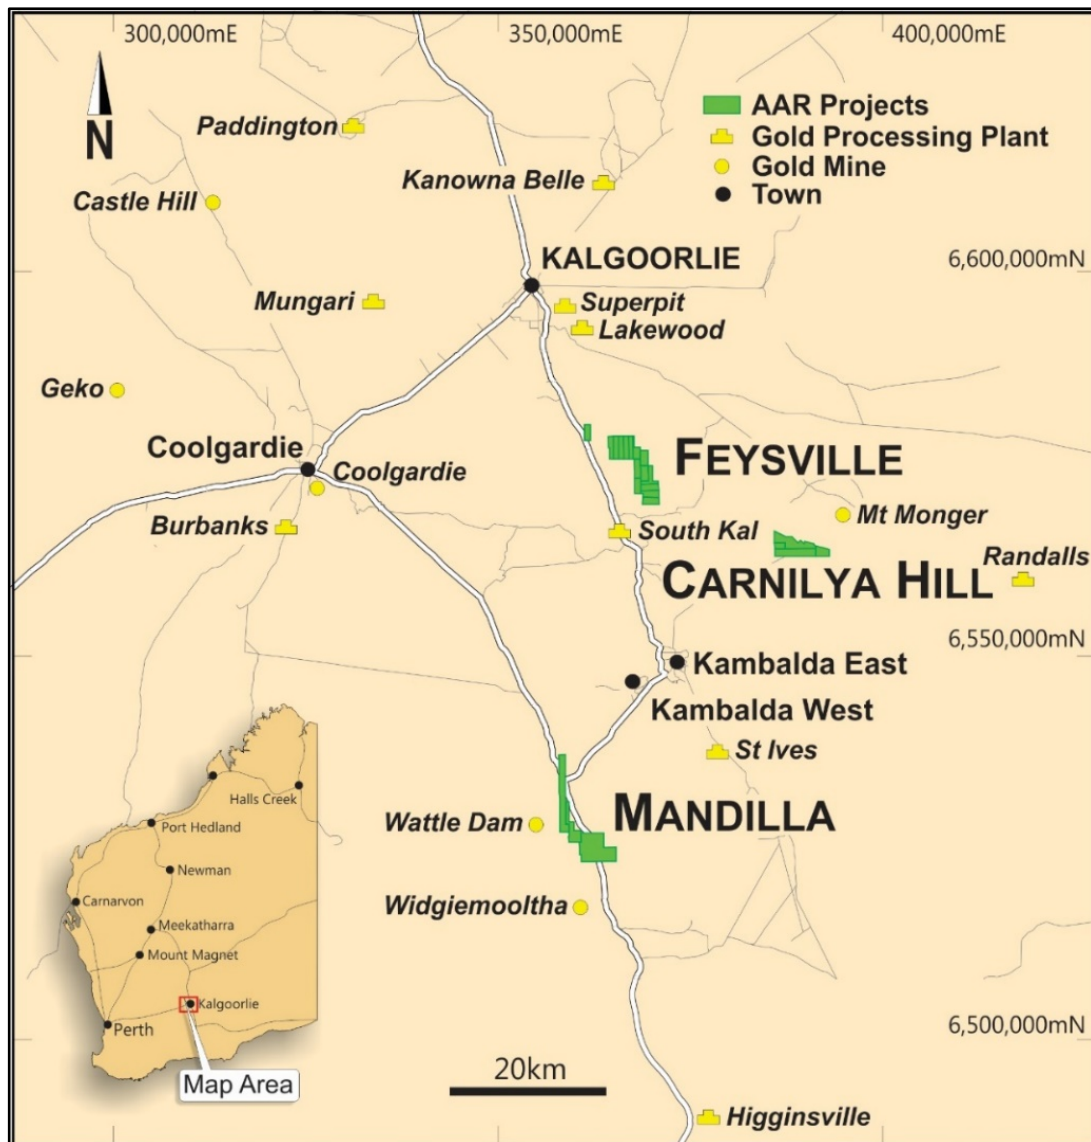 300,000mE
350,000mE
400,000mE
N
AAR Projects
Gold Processing Plant
Gold Mine
Town
Paddington
Kanowna Belle
Castle Hill
KALGOORLIE
6,600,000mN
Mungari
Superpit
Lakewood
Geko
Coolgardie
Coolgardie
FEYSVILLE
Burbanks
South Kal
Mt Monger
Randalls
CARNILYA HILL
6,550,000mN
Kambalda East
Kambalda West
St Ives
Wattle Dam
MANDILLA
Widgiemooltha
Halls Creek
Port Hedland
Newman
Carnarvon
Meekatharra
Mount Magnet
Kalgoorlie
Perth
Map Area
6,500,000mN
20km
Higginsville